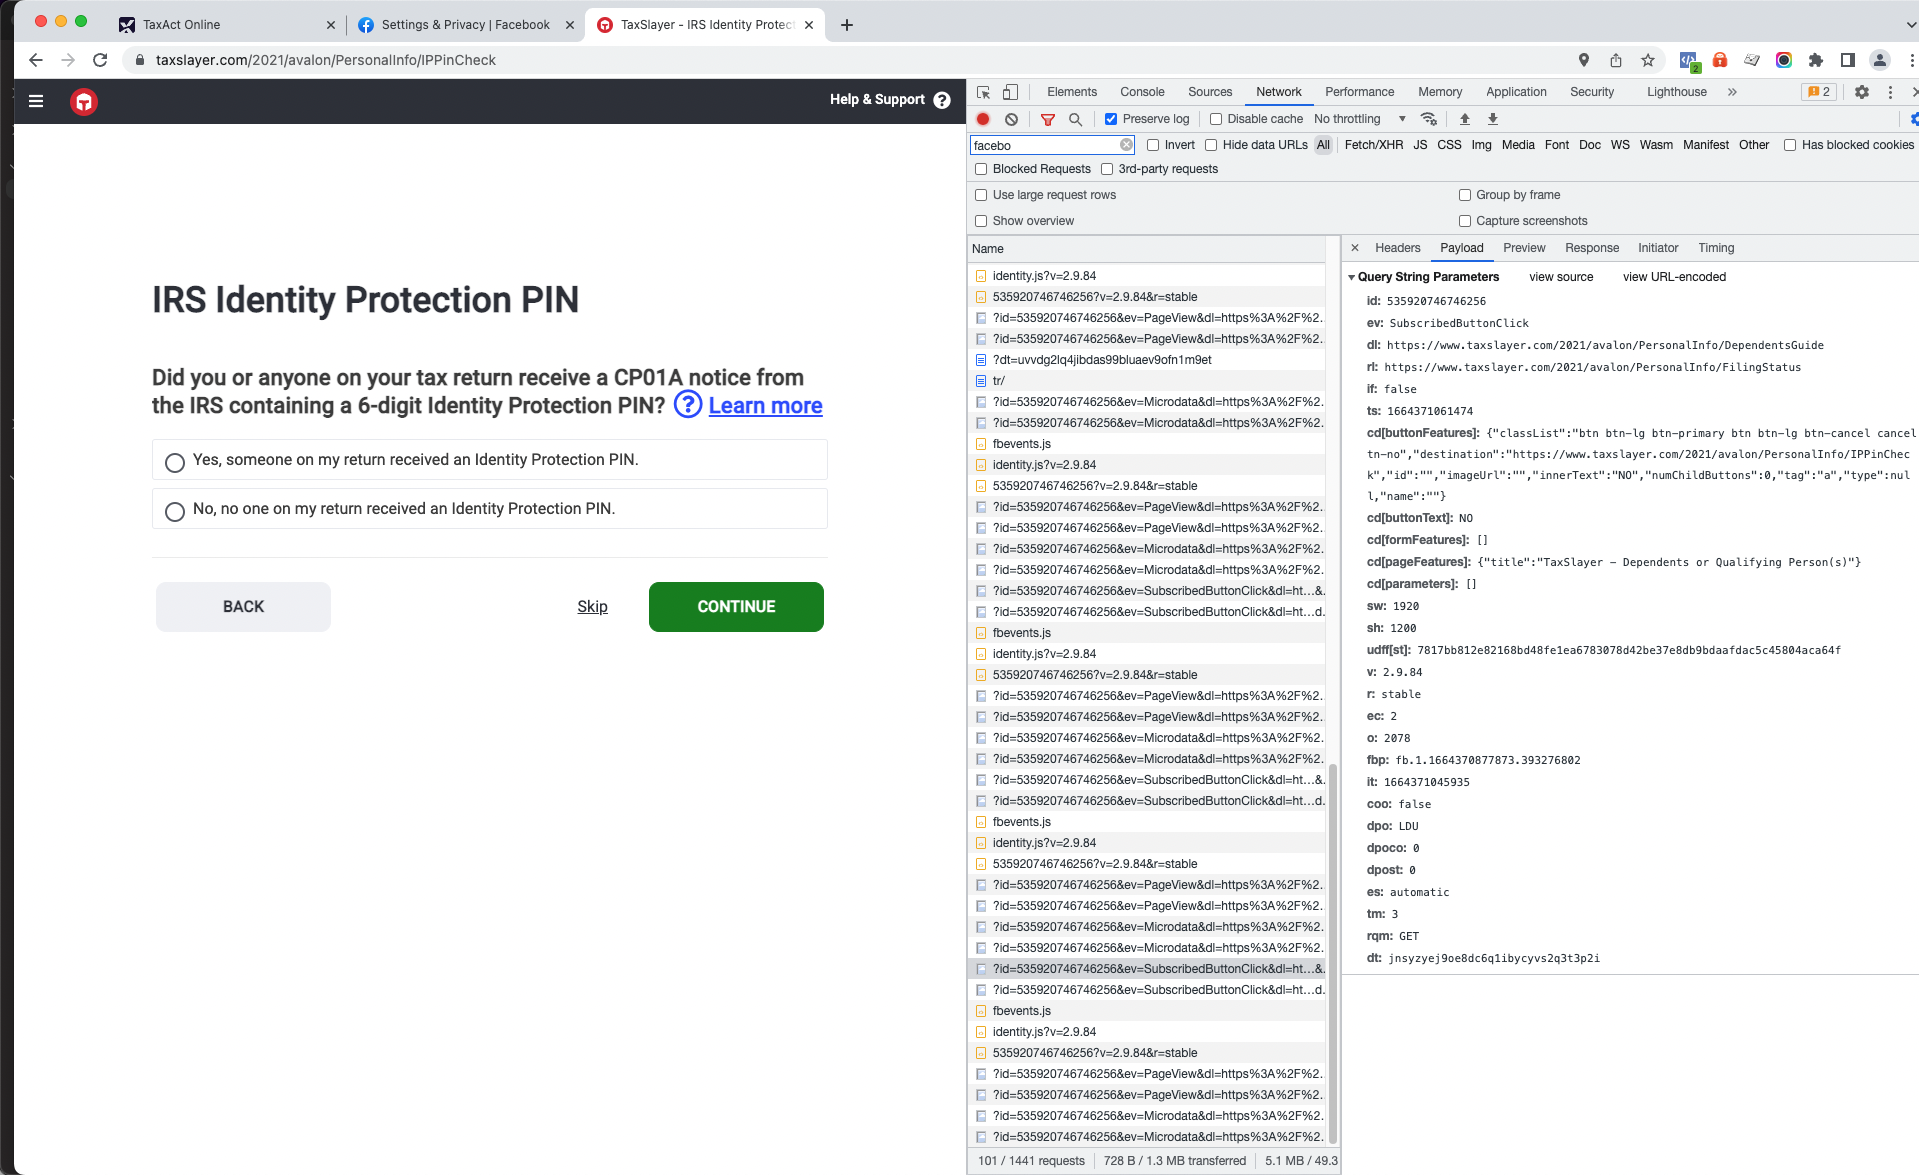 TaxAct Online
Settings & Privacy | Facebook
TaxSlayer - IRS Identity Protect
taxslayer.com/2021/avalon/PersonalInfo/IPPinCheck
2
Help & Support ?
IRS Identity Protection PIN
Did you or anyone on your tax return receive a CP01A notice from
the IRS containing a 6-digit Identity Protection PIN? ? Learn more
Yes, someone on my return received an Identity Protection PIN.
No, no one on my return received an Identity Protection PIN.
BACK
Skip
CONTINUE
Elements Console Sources Network Performance Memory Application Security Lighthouse » 2
Preserve log Disable cache No throttling
facebo
Invert Hide data URLs All Fetch/XHR JS CSS Img Media Font Doc WS Wasm Manifest Other Has blocked cookies
Blocked Requests 3rd-party requests
Use large request rows Group by frame
Show overview Capture screenshots
Name
identity.js?v=2.9.84
535920746746256?v=2.9.84&r=stable
?id=535920746746256&ev=PageView&dl=https%3A%2F%2…
?id=535920746746256&ev=PageView&dl=https%3A%2F%2…
?dt=uvvdg2lq4jibdas99bluaev9ofn1m9et
tr/
?id=535920746746256&ev=Microdata&dl=https%3A%2F%2…
?id=535920746746256&ev=Microdata&dl=https%3A%2F%2…
fbevents.js
identity.js?v=2.9.84
535920746746256?v=2.9.84&r=stable
?id=535920746746256&ev=PageView&dl=https%3A%2F%2…
?id=535920746746256&ev=PageView&dl=https%3A%2F%2…
?id=535920746746256&ev=Microdata&dl=https%3A%2F%2…
?id=535920746746256&ev=Microdata&dl=https%3A%2F%2…
?id=535920746746256&ev=SubscribedButtonClick&dl=ht…&.
?id=535920746746256&ev=SubscribedButtonClick&dl=ht…d.
fbevents.js
identity.js?v=2.9.84
535920746746256?v=2.9.84&r=stable
?id=535920746746256&ev=PageView&dl=https%3A%2F%2…
?id=535920746746256&ev=PageView&dl=https%3A%2F%2…
?id=535920746746256&ev=Microdata&dl=https%3A%2F%2…
?id=535920746746256&ev=Microdata&dl=https%3A%2F%2…
?id=535920746746256&ev=SubscribedButtonClick&dl=ht…&.
?id=535920746746256&ev=SubscribedButtonClick&dl=ht…d.
fbevents.js
identity.js?v=2.9.84
535920746746256?v=2.9.84&r=stable
?id=535920746746256&ev=PageView&dl=https%3A%2F%2…
?id=535920746746256&ev=PageView&dl=https%3A%2F%2…
?id=535920746746256&ev=Microdata&dl=https%3A%2F%2…
?id=535920746746256&ev=Microdata&dl=https%3A%2F%2…
?id=535920746746256&ev=SubscribedButtonClick&dl=ht…&.
?id=535920746746256&ev=SubscribedButtonClick&dl=ht…d.
fbevents.js
identity.js?v=2.9.84
535920746746256?v=2.9.84&r=stable
?id=535920746746256&ev=PageView&dl=https%3A%2F%2…
?id=535920746746256&ev=PageView&dl=https%3A%2F%2…
?id=535920746746256&ev=Microdata&dl=https%3A%2F%2…
?id=535920746746256&ev=Microdata&dl=https%3A%2F%2…
101 / 1441 requests 728 B / 1.3 MB transferred 5.1 MB / 49.3
Headers Payload Preview Response Initiator Timing
Query String Parameters view source view URL-encoded
id: 535920746746256
ev: SubscribedButtonClick
dl: https://www.taxslayer.com/2021/avalon/PersonalInfo/DependentsGuide
rl: https://www.taxslayer.com/2021/avalon/PersonalInfo/FilingStatus
if: false
ts: 1664371061474
cd[buttonFeatures]: {"classList":"btn btn-lg btn-primary btn btn-lg btn-cancel cancel
tn-no","destination":"https://www.taxslayer.com/2021/avalon/PersonalInfo/IPPinChec
k","id":"","imageUrl":"","innerText":"NO","numChildButtons":0,"tag":"a","type":nul
l,"name":""}
cd[buttonText]: NO
cd[formFeatures]: []
cd[pageFeatures]: {"title":"TaxSlayer – Dependents or Qualifying Person(s)"}
cd[parameters]: []
sw: 1920
sh: 1200
udff[st]: 7817bb812e82168bd48fe1ea6783078d42be37e8db9bdaafdac5c45804aca64f
v: 2.9.84
r: stable
ec: 2
o: 2078
fbp: fb.1.1664370877873.393276802
it: 1664371045935
coo: false
dpo: LDU
dpoco: 0
dpost: 0
es: automatic
tm: 3
rqm: GET
dt: jnsyzyej9oe8dc6q1ibycyvs2q3t3p2i